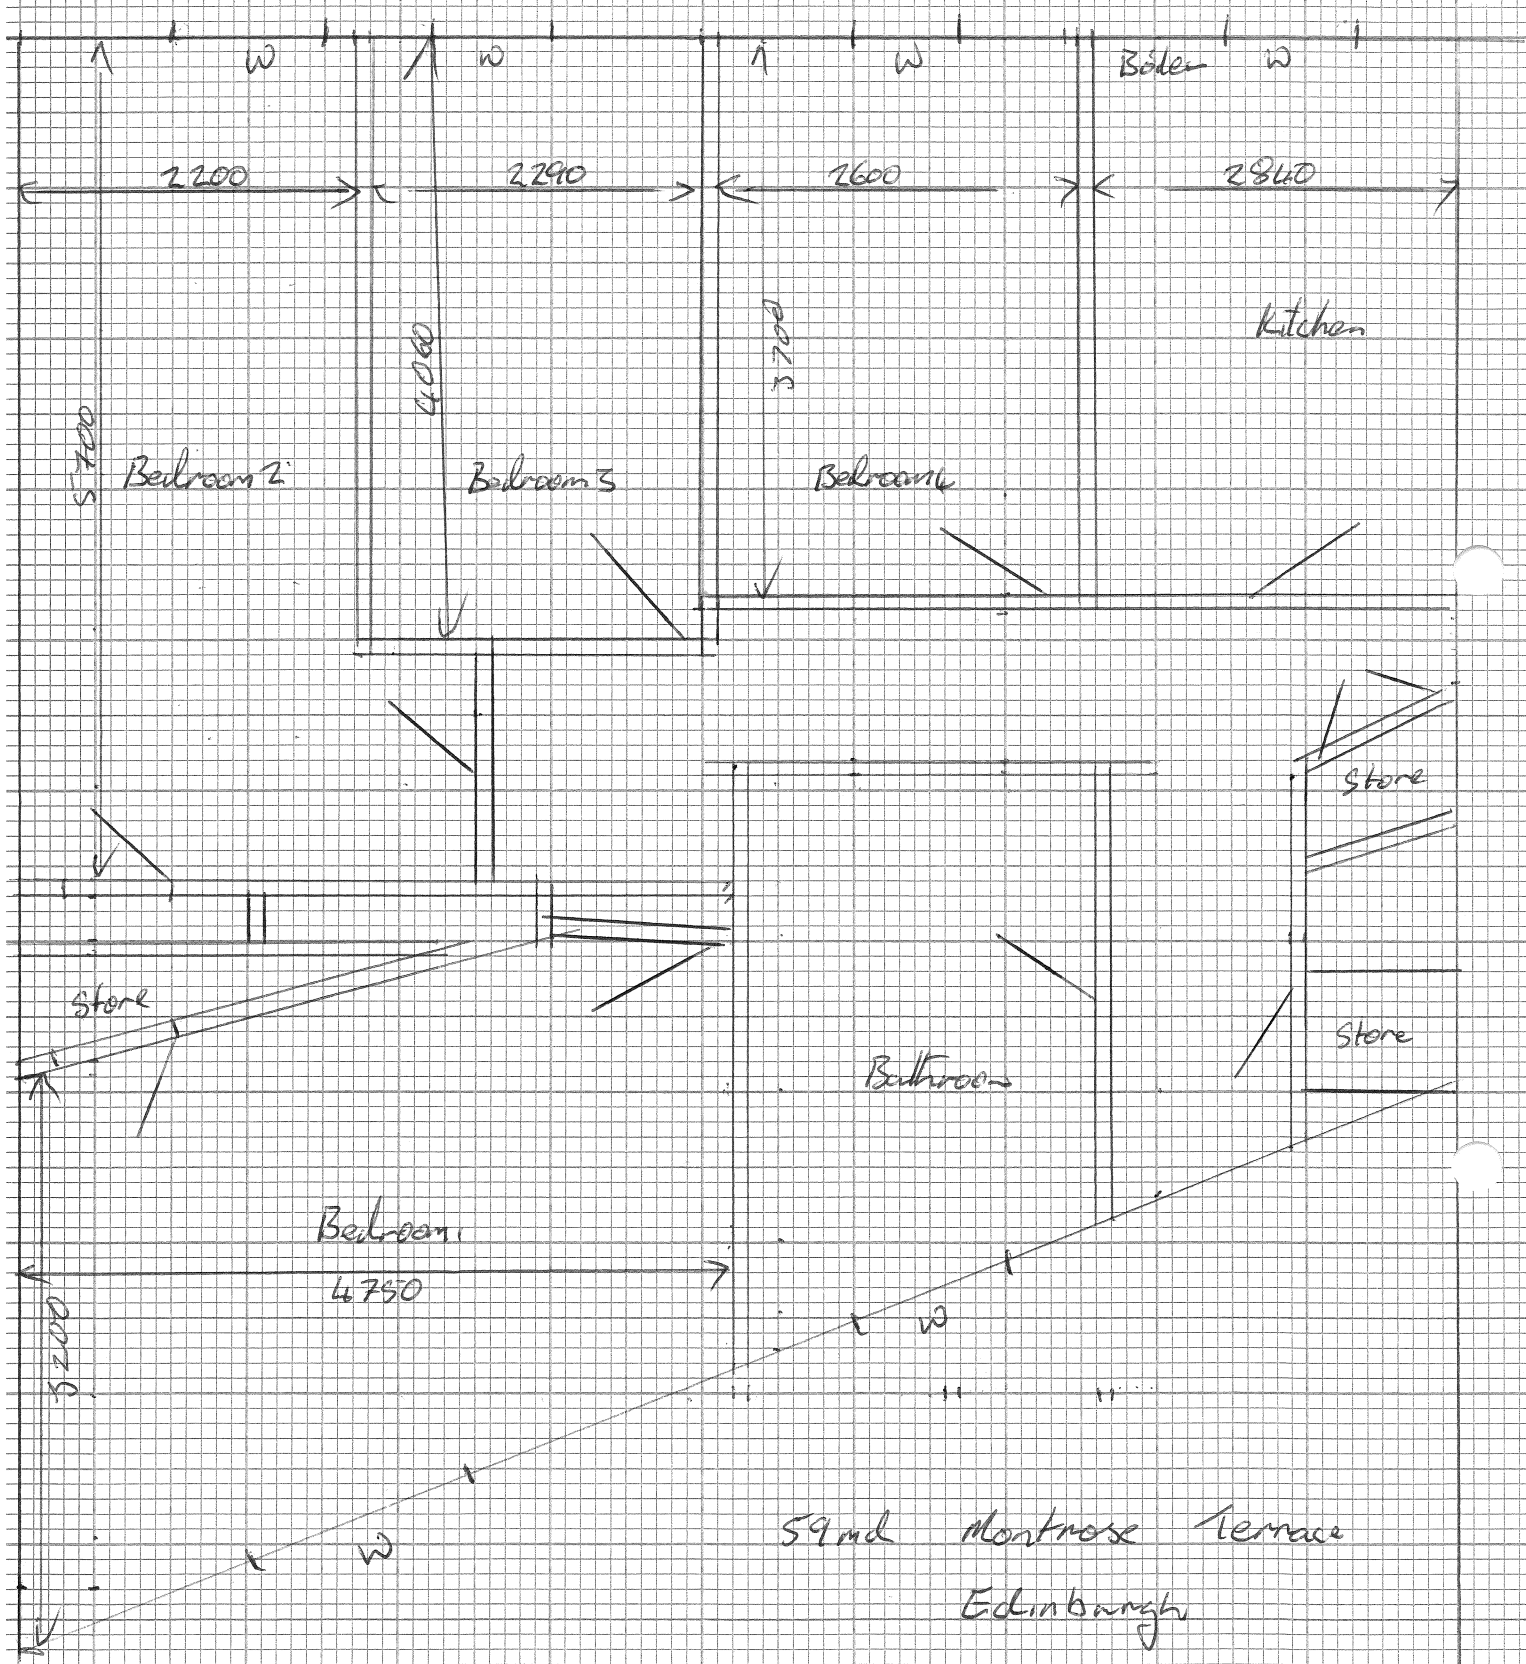 W W W Boiler W
2200 2290 2600 2840
Kitchen
4060
3700
5700
Bedroom 2 Bedroom 3 Bedroom 4
Store
Store
Store
Bathroom
Bedroom 1
4750
3200
W
W
59 md Montrose Terrace
Edinburgh